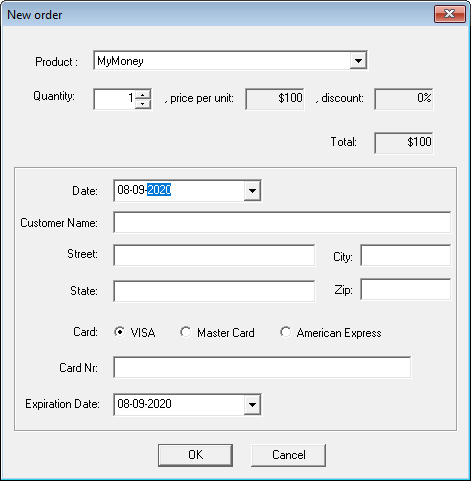 New order
Product : MyMoney
Quantity: 1 , price per unit: $100 , discount: 0%
Total: $100
Date: 08-09-2020
Customer Name:
Street: City:
State: Zip:
Card: VISA Master Card American Express
Card Nr:
Expiration Date: 08-09-2020
OK Cancel